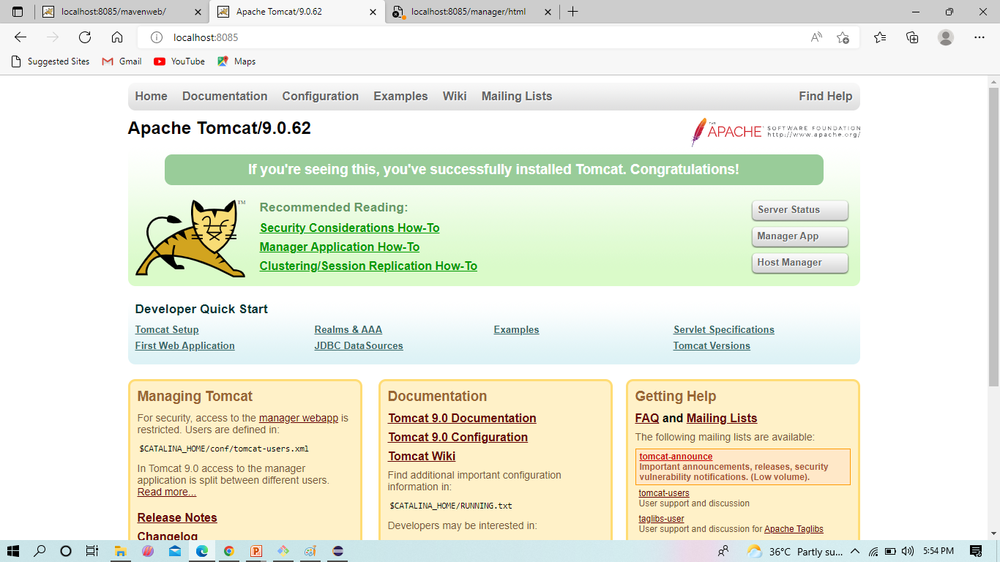 localhost:8085/mavenweb/
Apache Tomcat/9.0.62
localhost:8085/manager/html
localhost:8085
Suggested Sites
Gmail
YouTube
Maps
Home
Documentation
Configuration
Examples
Wiki
Mailing Lists
Find Help
Apache Tomcat/9.0.62
THE
APACHE
SOFTWARE FOUNDATION
http://www.apache.org/
If you're seeing this, you've successfully installed Tomcat. Congratulations!
TM
Recommended Reading:
Security Considerations How-To
Manager Application How-To
Clustering/Session Replication How-To
Server Status
Manager App
Host Manager
Developer Quick Start
Tomcat Setup
First Web Application
Realms & AAA
JDBC DataSources
Examples
Servlet Specifications
Tomcat Versions
Managing Tomcat
For security, access to the manager webapp is
restricted. Users are defined in:
$CATALINA_HOME/conf/tomcat-users.xml
In Tomcat 9.0 access to the manager
application is split between different users.
Read more...
Release Notes
Changelog
Documentation
Tomcat 9.0 Documentation
Tomcat 9.0 Configuration
Tomcat Wiki
Find additional important configuration
information in:
$CATALINA_HOME/RUNNING.txt
Developers may be interested in:
Getting Help
FAQ and Mailing Lists
The following mailing lists are available:
tomcat-announce
Important announcements, releases, security
vulnerability notifications. (Low volume).
tomcat-users
User support and discussion
taglibs-user
User support and discussion for Apache Taglibs
36°C Partly su...
5:54 PM